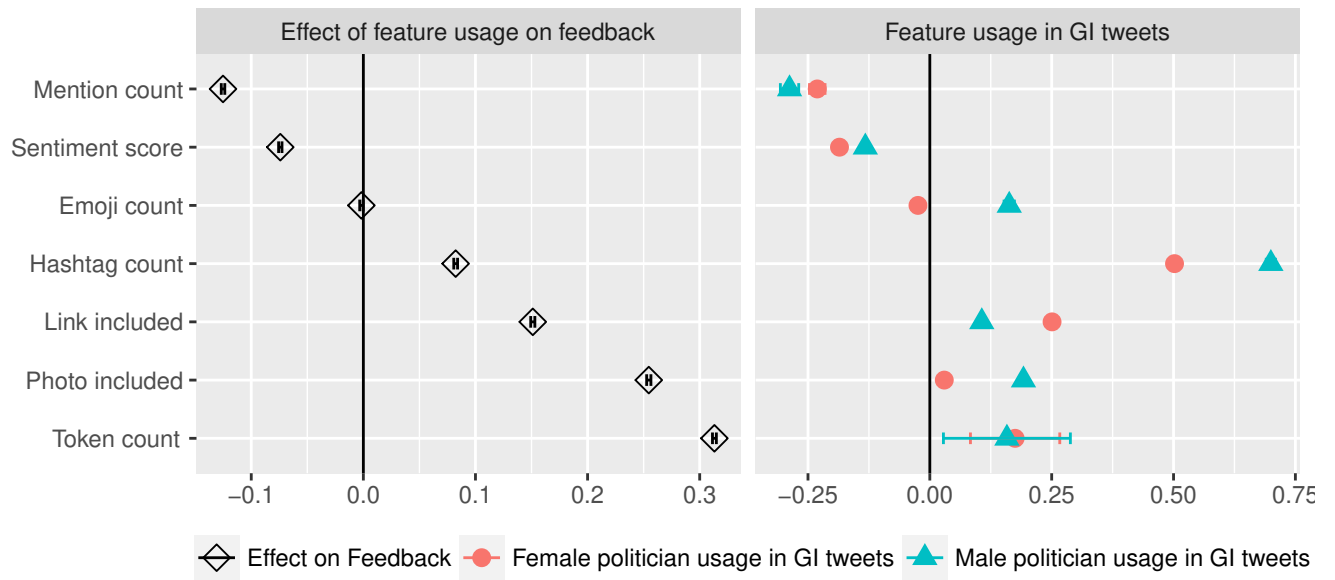 Effect of feature usage on feedback
Feature usage in GI tweets
Mention count
Sentiment score
Emoji count
Hashtag count
Link included
Photo included
Token count
−0.1 0.0 0.1 0.2 0.3
−0.25 0.00 0.25 0.50 0.75
Effect on Feedback Female politician usage in GI tweets Male politician usage in GI tweets